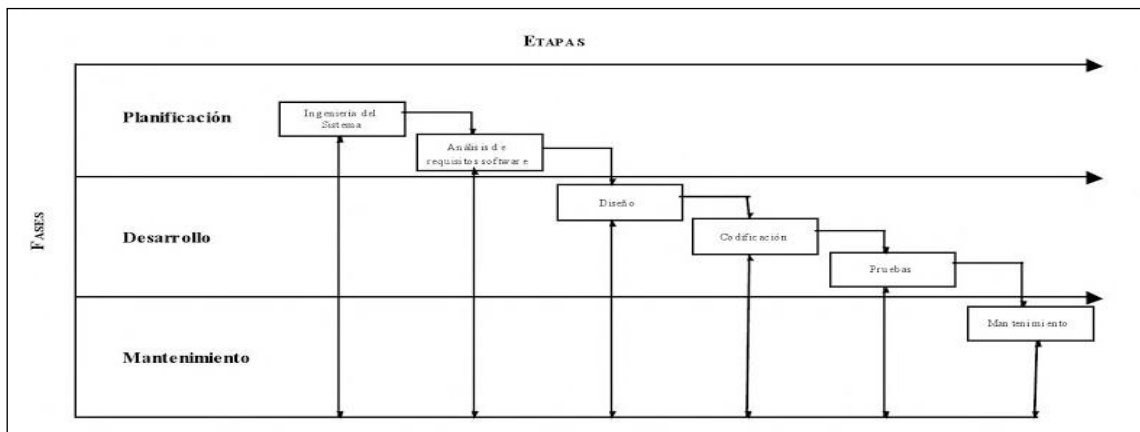 ETAPAS
Planificación
Ingeniería del
Sistema
Análisis de
requisitos software
Diseño
FASES
Desarrollo
Codificación
Pruebas
Mantenimiento
Mantenimiento